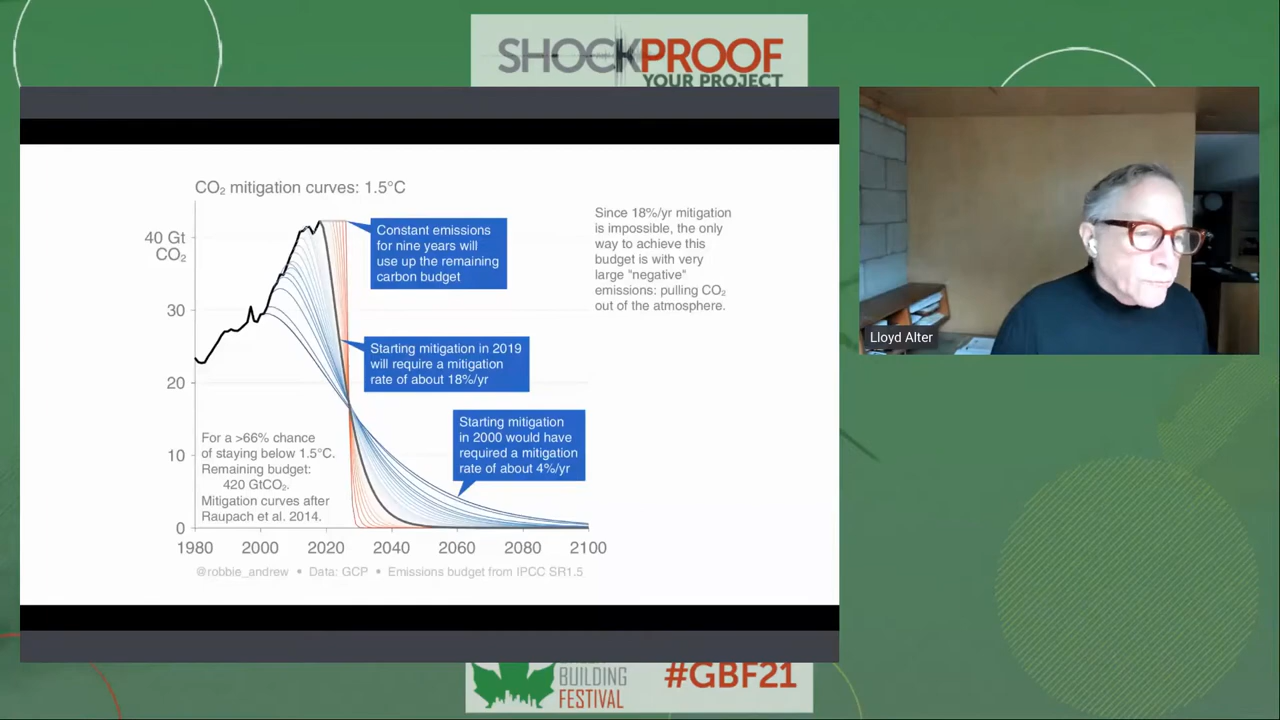 SHOCKPROOF
YOUR PROJECT
CO₂ mitigation curves: 1.5°C
40 Gt
CO₂
30
20
10
0
1980 2000 2020 2040 2060 2080 2100
Constant emissions
for nine years will
use up the remaining
carbon budget
Starting mitigation in 2019
will require a mitigation
rate of about 18%/yr
Starting mitigation
in 2000 would have
required a mitigation
rate of about 4%/yr
For a >66% chance
of staying below 1.5°C.
Remaining budget:
420 GtCO₂.
Mitigation curves after
Raupach et al. 2014.
@robbie_andrew • Data: GCP • Emissions budget from IPCC SR1.5
Since 18%/yr mitigation
is impossible, the only
way to achieve this
budget is with very
large "negative"
emissions: pulling CO₂
out of the atmosphere.
Lloyd Alter
BUILDING
FESTIVAL
#GBF21